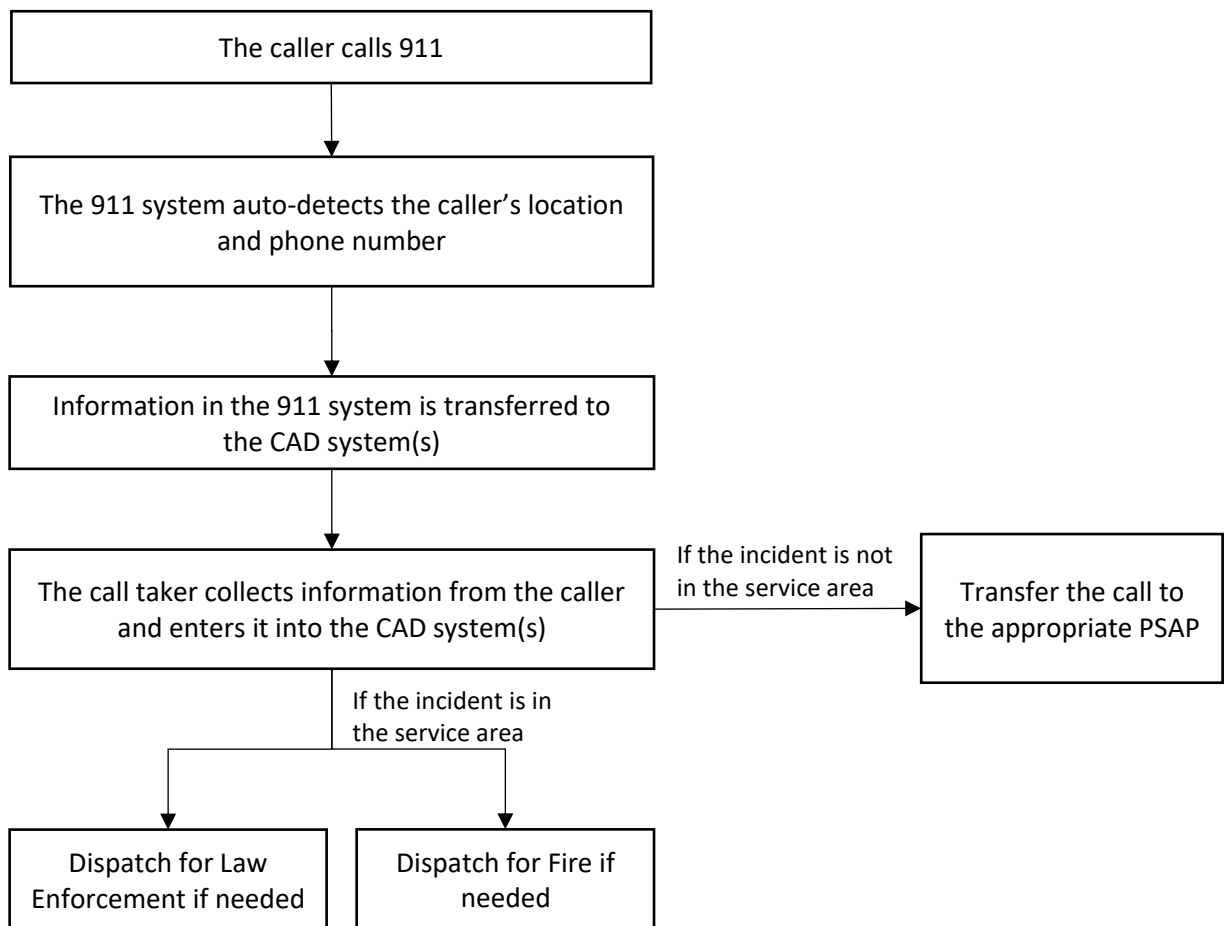 The caller calls 911
The 911 system auto-detects the caller’s location
and phone number
Information in the 911 system is transferred to
the CAD system(s)
The call taker collects information from the caller
and enters it into the CAD system(s)
If the incident is not
in the service area
Transfer the call to
the appropriate PSAP
If the incident is in
the service area
Dispatch for Law
Enforcement if needed
Dispatch for Fire if
needed